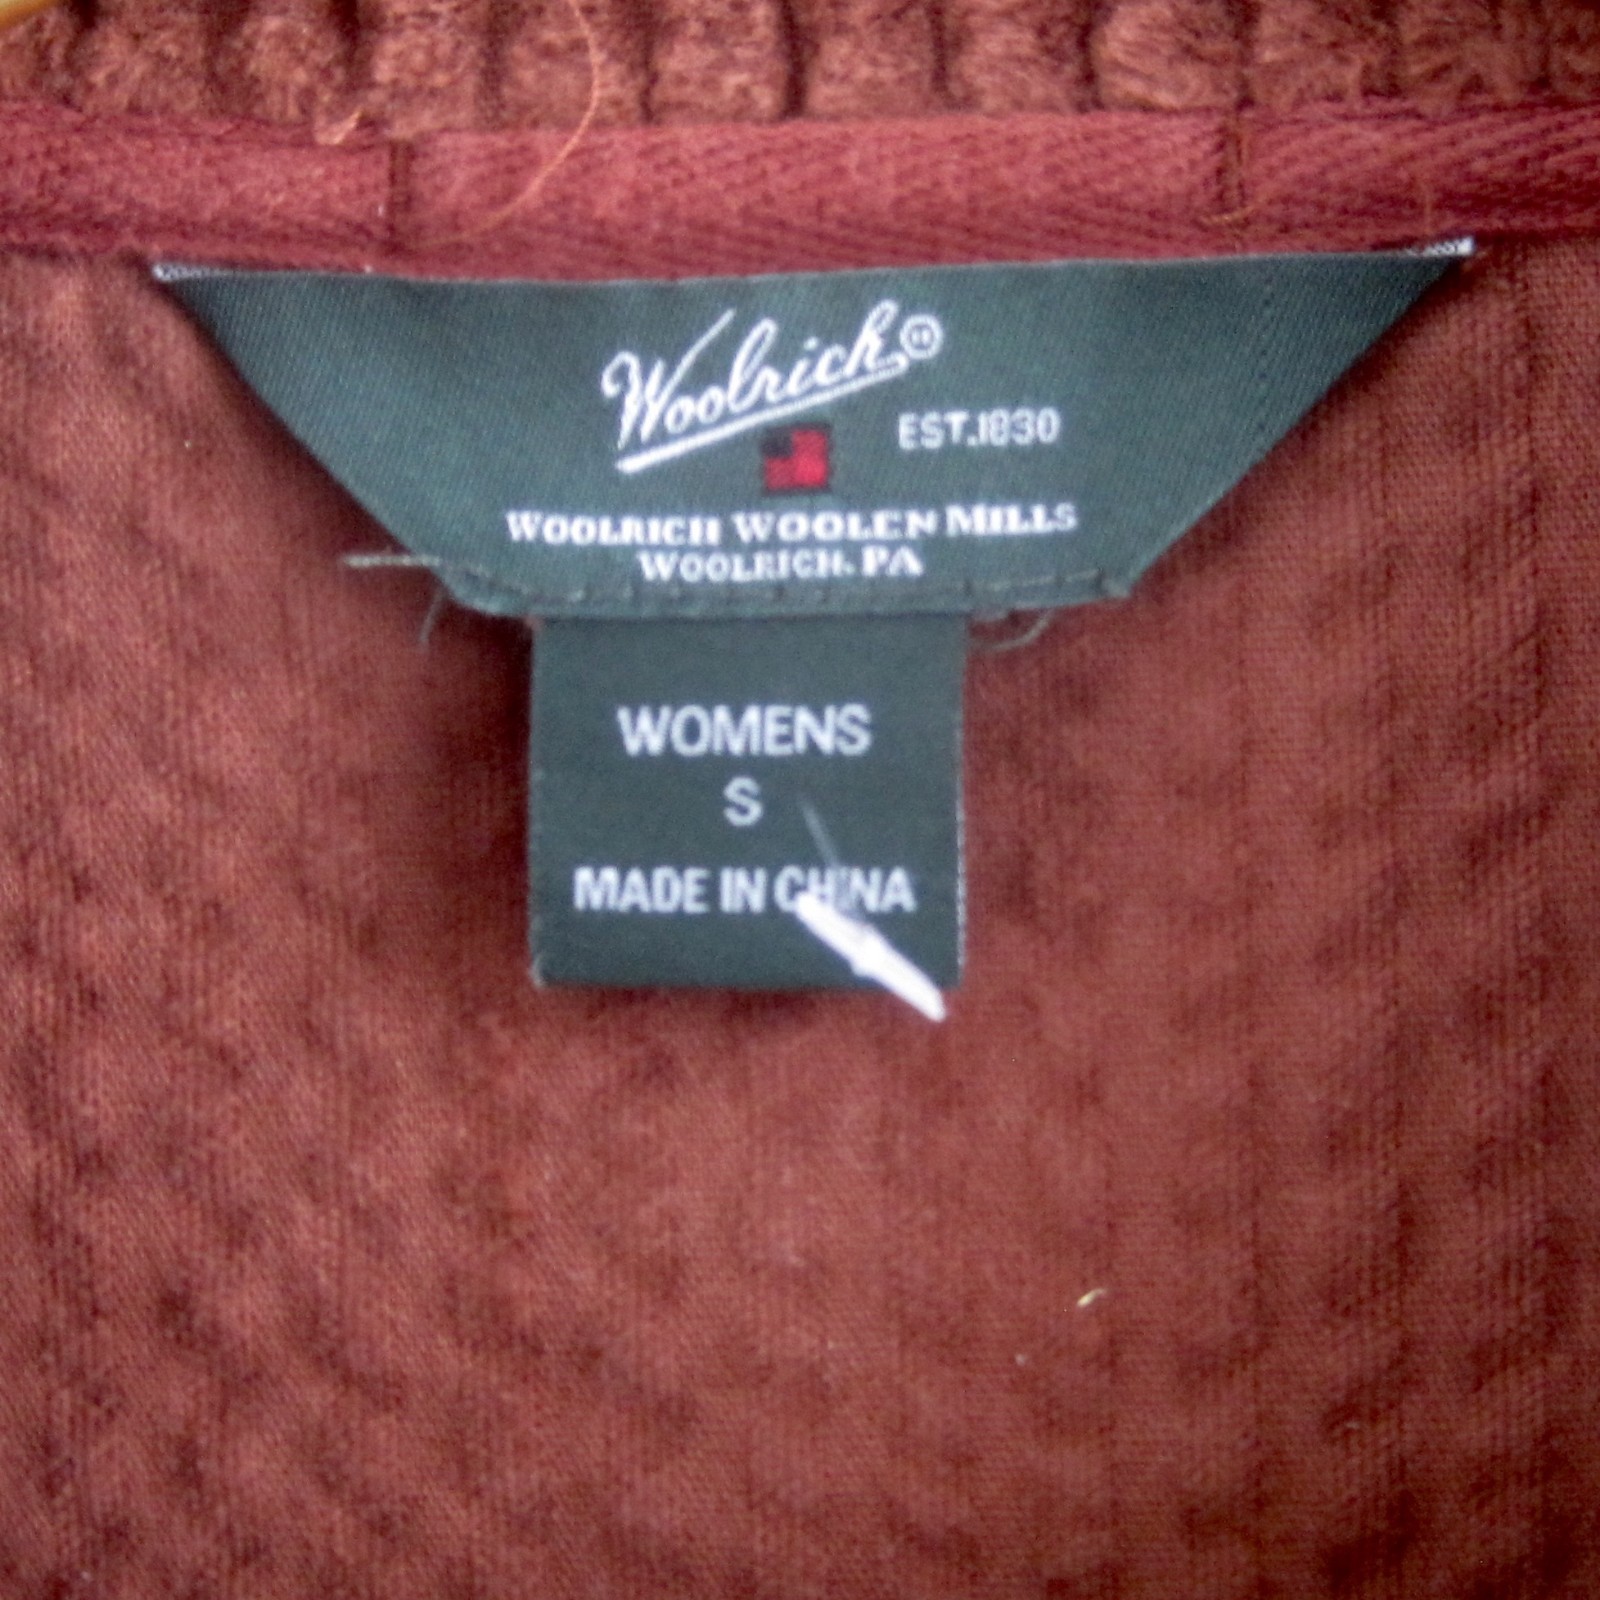 Woolrich®
EST. 1830
WOOLRICH WOOLEN MILLS
WOOLRICH, PA
WOMENS
S
MADE IN CHINA